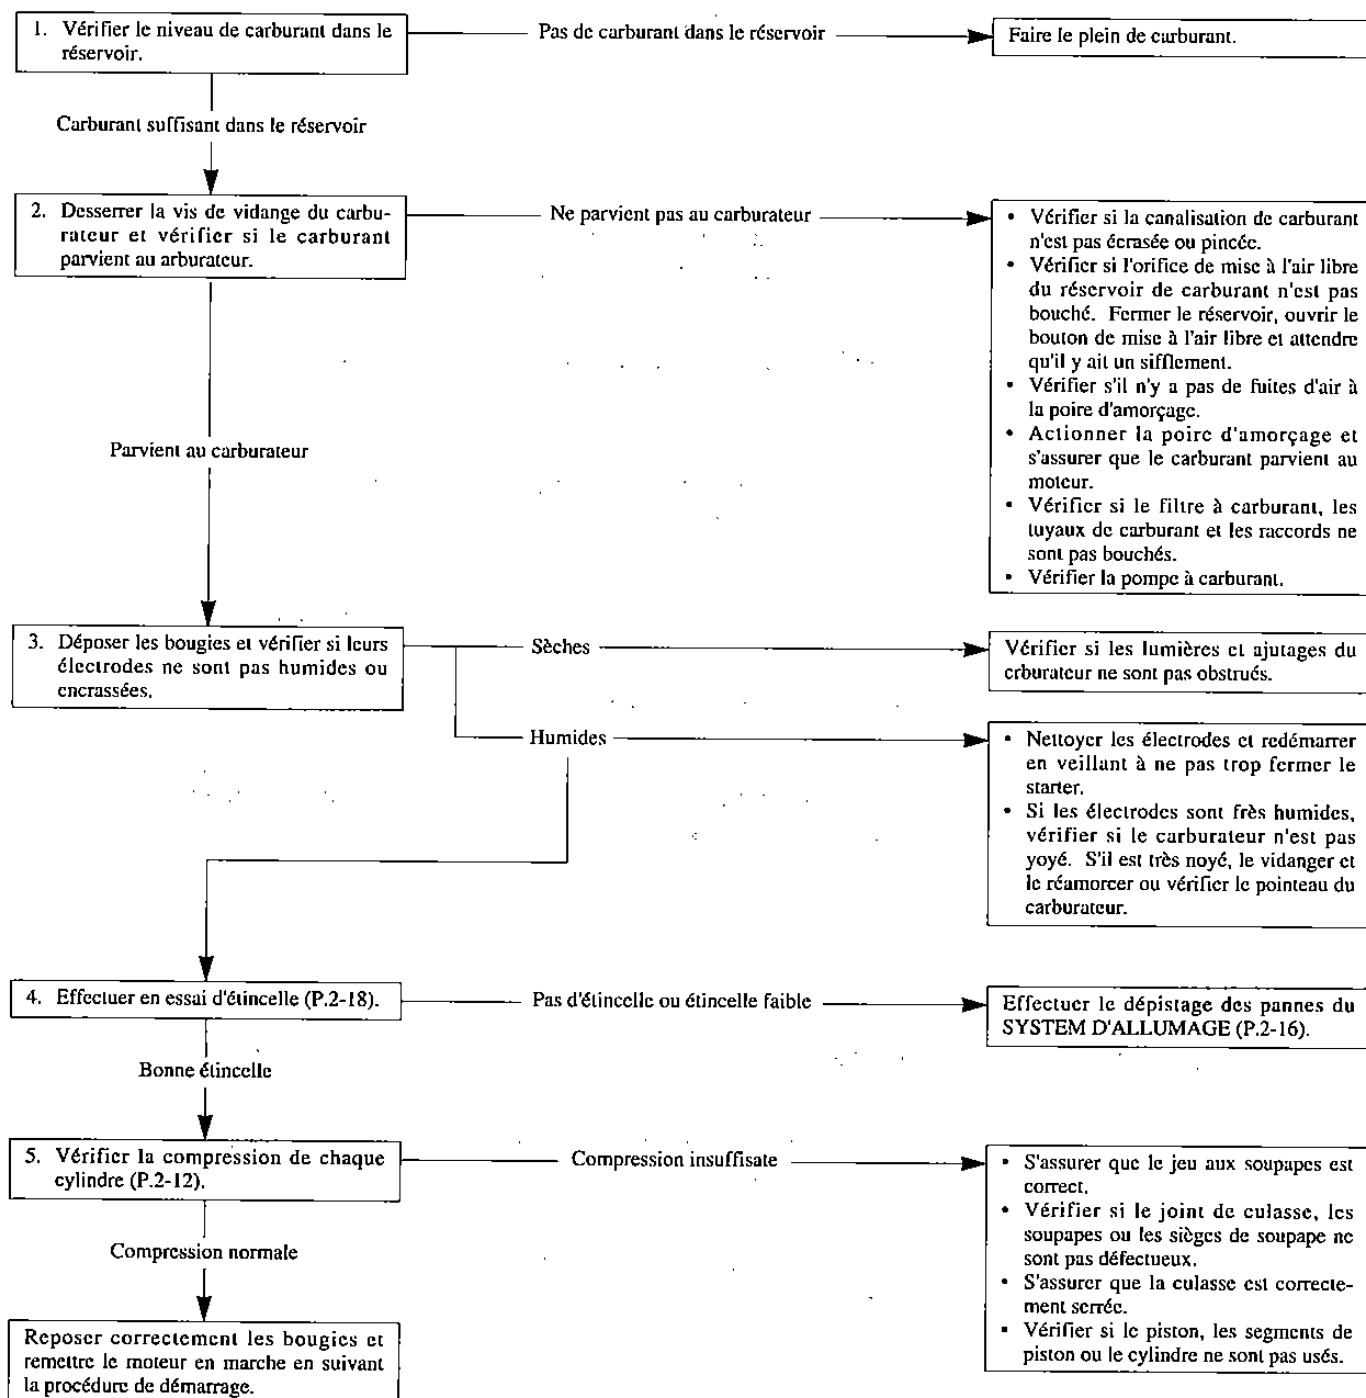 1. Vérifier le niveau de carburant dans le
réservoir.
Pas de carburant dans le réservoir
Faire le plein de carburant.
Carburant suffisant dans le réservoir
2. Desserrer la vis de vidange du carbu-
rateur et vérifier si le carburant
parvient au arburateur.
Ne parvient pas au carburateur
• Vérifier si la canalisation de carburant
n'est pas écrasée ou pincée.
• Vérifier si l'orifice de mise à l'air libre
du réservoir de carburant n'est pas
bouché. Fermer le réservoir, ouvrir le
bouton de mise à l'air libre et attendre
qu'il y ait un sifflement.
• Vérifier s'il n'y a pas de fuites d'air à
la poire d'amorçage.
• Actionner la poire d'amorçage et
s'assurer que le carburant parvient au
moteur.
• Vérifier si le filtre à carburant, les
tuyaux de carburant et les raccords ne
sont pas bouchés.
• Vérifier la pompe à carburant.
Parvient au carburateur
3. Déposer les bougies et vérifier si leurs
électrodes ne sont pas humides ou
encrassées.
Sèches
Vérifier si les lumières et ajutages du
crburateur ne sont pas obstrués.
Humides
• Nettoyer les électrodes et redémarrer
en veillant à ne pas trop fermer le
starter.
• Si les électrodes sont frès humides,
vérifier si le carburateur n'est pas
yoyé. S'il est très noyé, le vidanger et
le réamorcer ou vérifier le pointeau du
carburateur.
4. Effectuer en essai d'étincelle (P.2-18).
Pas d'étincelle ou étincelle faible
Effectuer le dépistage des pannes du
SYSTEM D'ALLUMAGE (P.2-16).
Bonne étincelle
5. Vérifier la compression de chaque
cylindre (P.2-12).
Compression insuffisate
• S'assurer que le jeu aux soupapes est
correct.
• Vérifier si le joint de culasse, les
soupapes ou les sièges de soupape ne
sont pas défectueux.
• S'assurer que la culasse est correcte-
ment serrée.
• Vérifier si le piston, les segments de
piston ou le cylindre ne sont pas usés.
Compression normale
Reposer correctement les bougies et
remettre le moteur en marche en suivant
la procédure de démarrage.